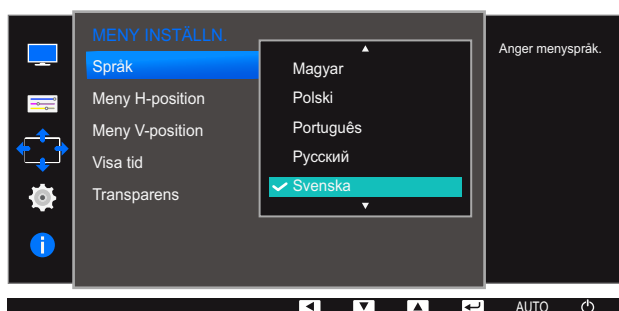 MENY INSTÄLLN.
Språk
Meny H-position
Meny V-position
Visa tid
Transparens
Magyar
Polski
Português
Русский
Svenska
Anger menyspråk.
AUTO